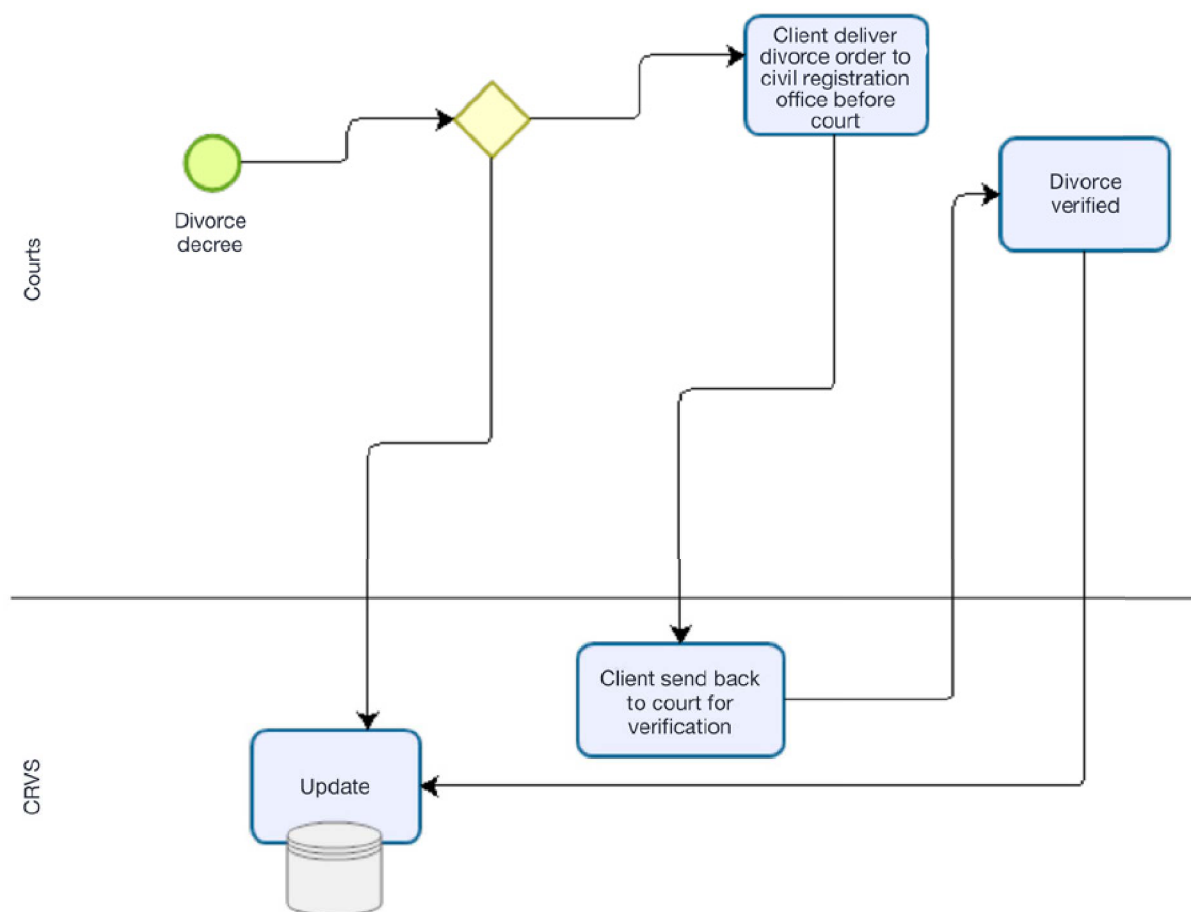 Client deliver
divorce order to
civil registration
office before
court
Divorce
verified
Divorce
decree
Courts
Client send back
to court for
verification
Update
CRVS